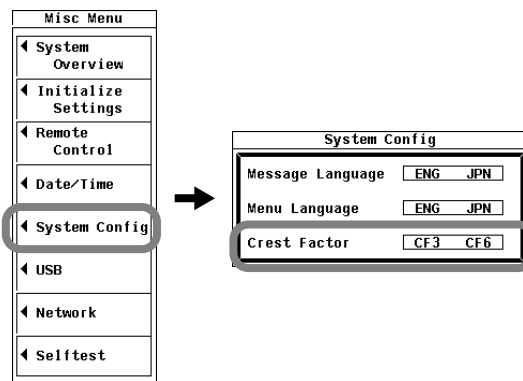 Misc Menu
System
Overview
Initialize
Settings
Remote
Control
Date/Time
System Config
USB
Network
Selftest
System Config
Message Language ENG JPN
Menu Language ENG JPN
Crest Factor CF3 CF6